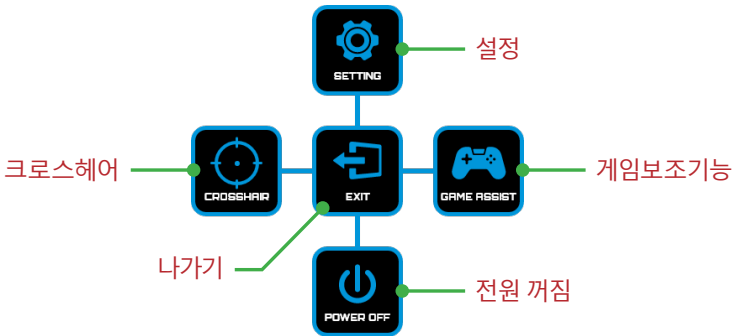 설정
SETTING
크로스헤어
CROSSHAIR
EXIT
GAME ASSIST
게임보조기능
나가기
POWER OFF
전원 꺼짐